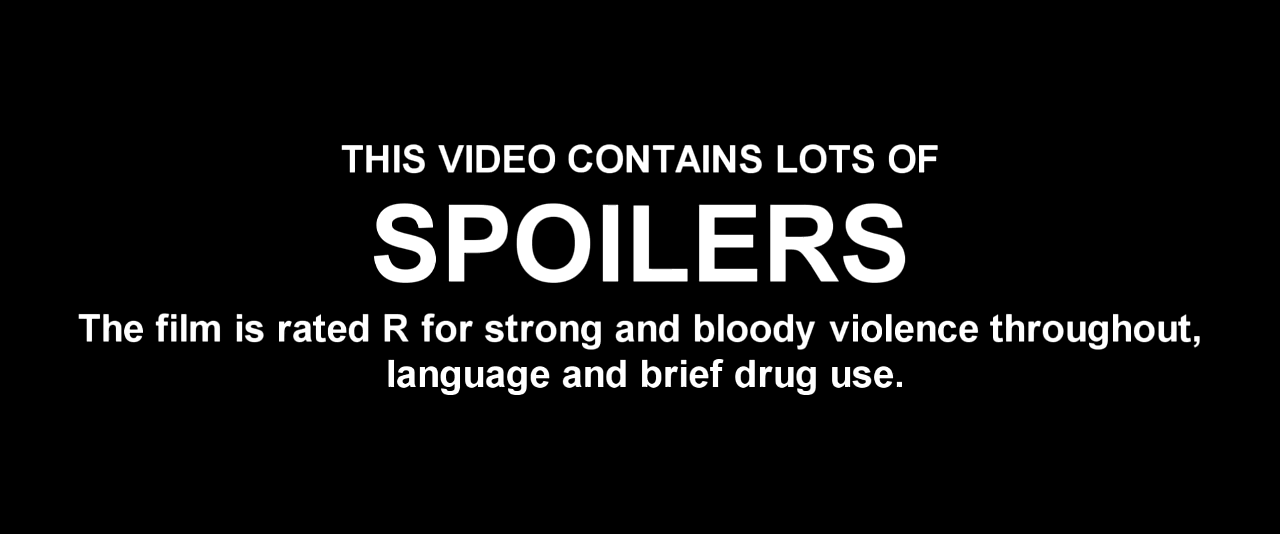 THIS VIDEO CONTAINS LOTS OF
SPOILERS
The film is rated R for strong and bloody violence throughout,
language and brief drug use.